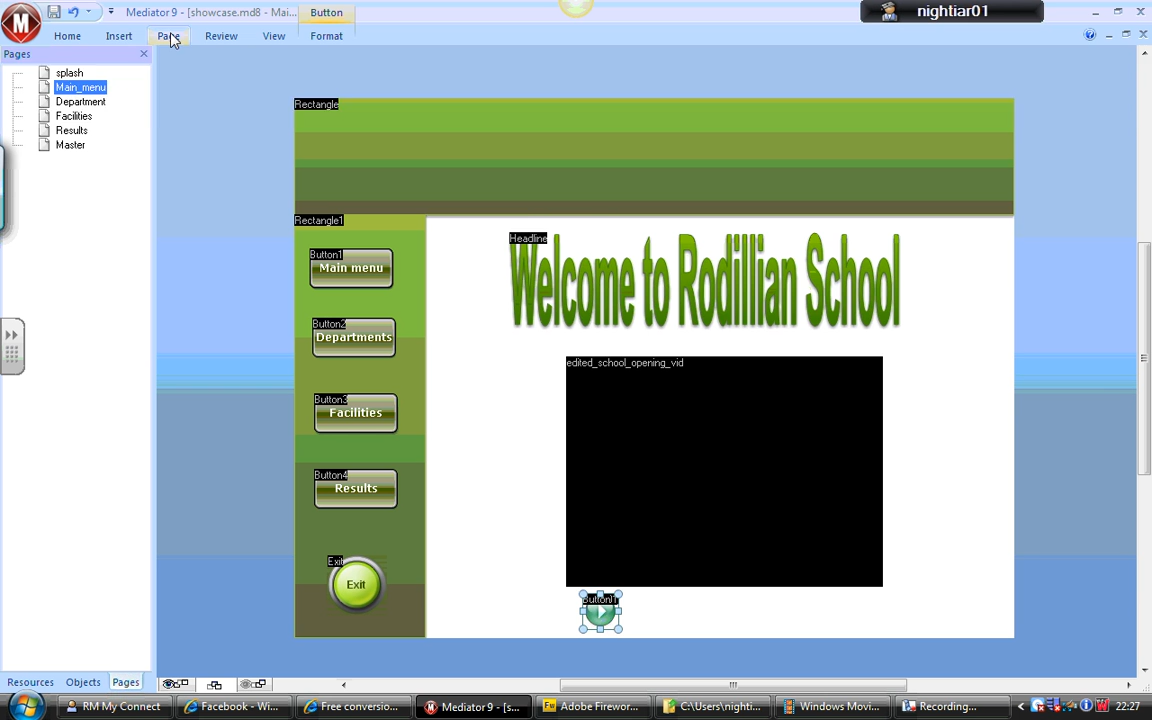 Mediator 9 - [showcase.md8 - Mai...
Button
nightiar01
Home
Insert
Page
Review
View
Format
Pages
splash
Main_menu
Department
Facilities
Results
Master
Rectangle
Rectangle1
Headline
Welcome to Rodillian School
Button1
Main menu
Button2
Departments
edited_school_opening_vid
Button3
Facilities
Button4
Results
Exit
Exit
Resources
Objects
Pages
RM My Connect
Facebook - Wi...
Free conversio...
Mediator 9 - [s...
Adobe Firewor...
C:\Users\nighti...
Windows Movi...
Recording...
22:27